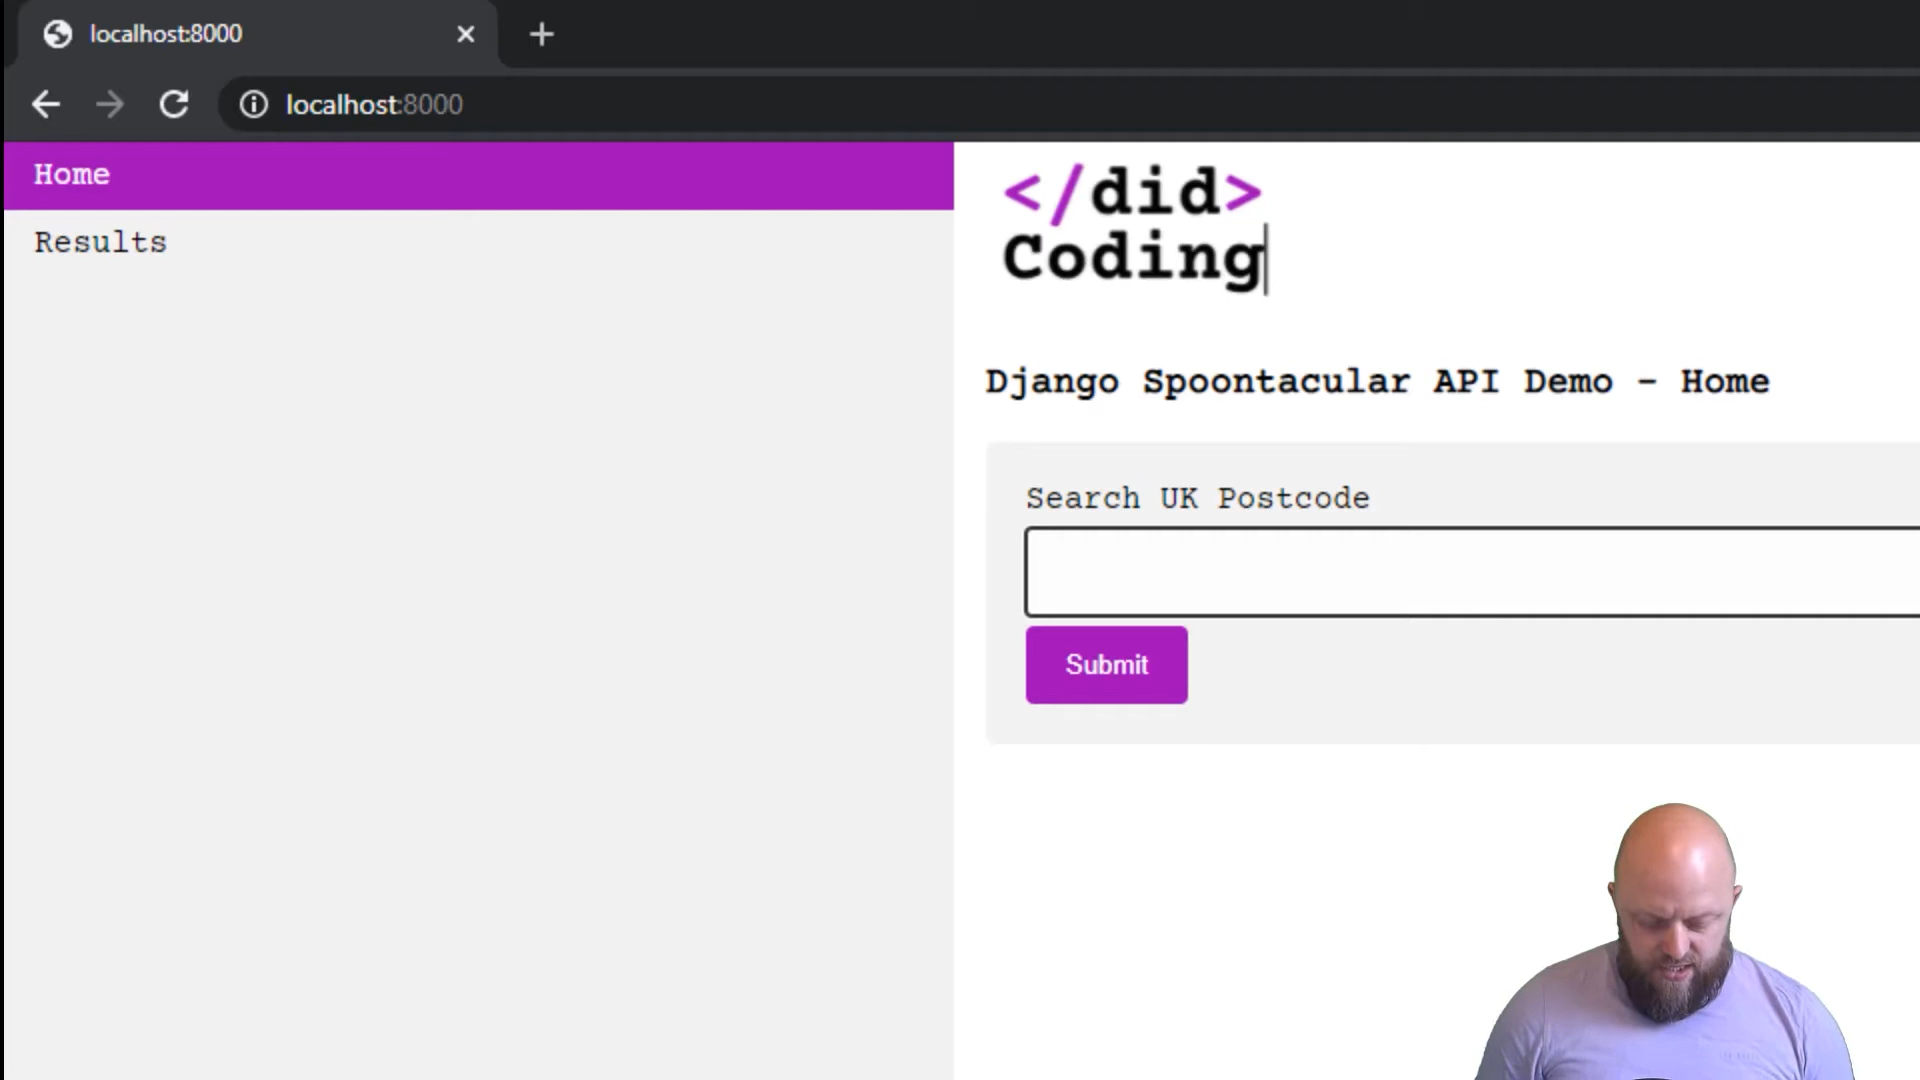 localhost:8000
localhost:8000
Home
Results
</did>
Coding
Django Spoontacular API Demo - Home
Search UK Postcode
Submit